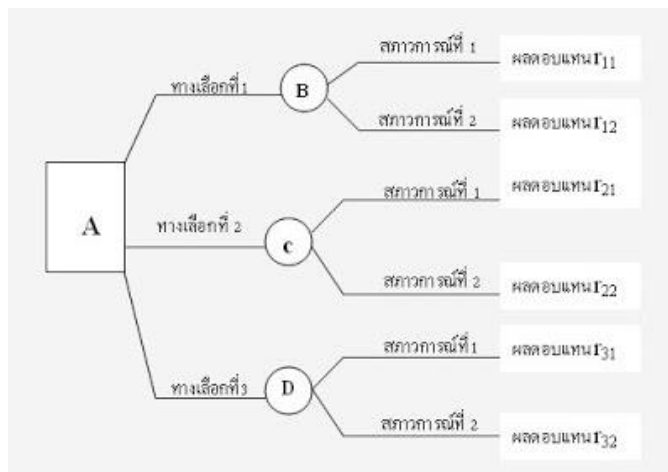 สภาวการณ์ที่ 1
ผลตอบแทน r11
ทางเลือกที่1
B
สภาวการณ์ที่ 2
ผลตอบแทน r12
สภาวการณ์ที่ 1
ผลตอบแทน r21
A
ทางเลือกที่ 2
c
สภาวการณ์ที่ 2
ผลตอบแทน r22
สภาวการณ์ที่1
ผลตอบแทน r31
ทางเลือกที่3
D
สภาวการณ์ที่ 2
ผลตอบแทน r32